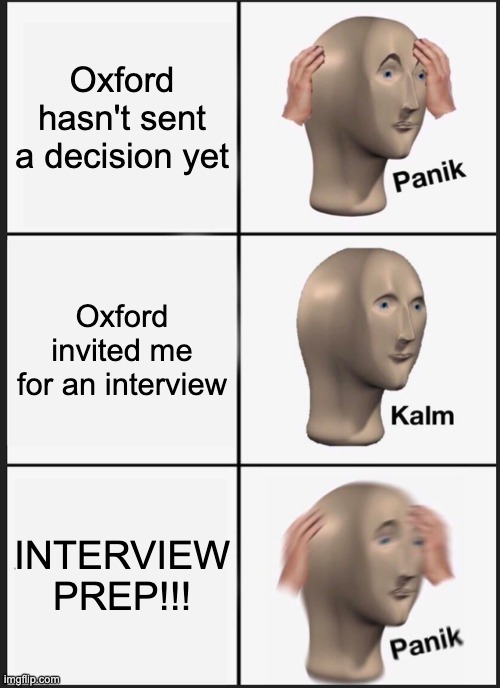 Oxford
hasn't sent
a decision yet
Panik
Oxford
invited me
for an interview
Kalm
INTERVIEW
PREP!!!
Panik
imgflip.com